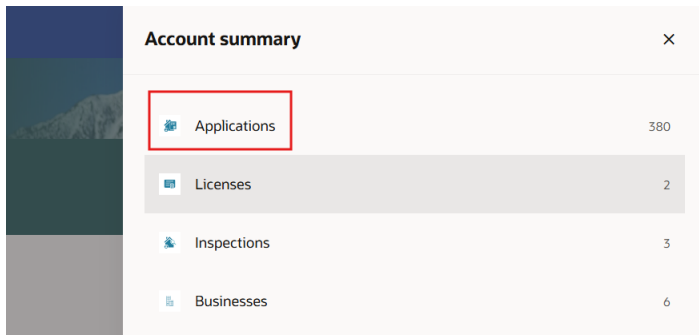 Account summary
Applications 380
Licenses 2
Inspections 3
Businesses 6